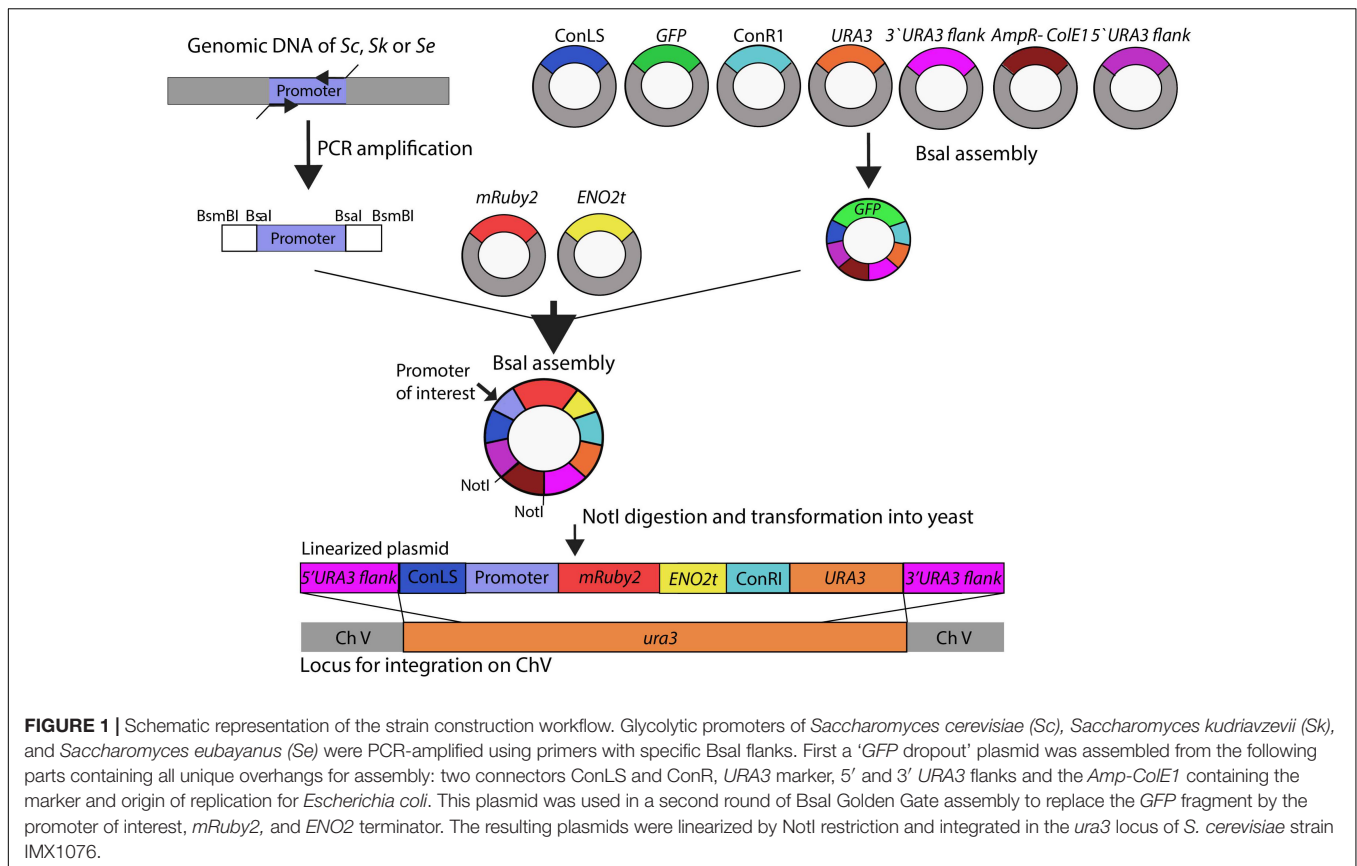 Genomic DNA of Sc, Sk or Se
Promoter
PCR amplification
BsmBI BsaI BsaI BsmBI
Promoter
ConLS GFP ConR1 URA3 3`URA3 flank AmpR- ColE1 5`URA3 flank
BsaI assembly
GFP
mRuby2 ENO2t
BsaI assembly
Promoter
of interest
NotI
NotI
NotI digestion and transformation into yeast
Linearized plasmid
5'URA3 flank ConLS Promoter mRuby2 ENO2t ConRI URA3 3'URA3 flank
Ch V ura3 Ch V
Locus for integration on ChV
FIGURE 1 | Schematic representation of the strain construction workflow. Glycolytic promoters of Saccharomyces cerevisiae (Sc), Saccharomyces kudriavzevii (Sk),
and Saccharomyces eubayanus (Se) were PCR-amplified using primers with specific BsaI flanks. First a ‘GFP dropout’ plasmid was assembled from the following
parts containing all unique overhangs for assembly: two connectors ConLS and ConR, URA3 marker, 5′ and 3′ URA3 flanks and the Amp-ColE1 containing the
marker and origin of replication for Escherichia coli. This plasmid was used in a second round of BsaI Golden Gate assembly to replace the GFP fragment by the
promoter of interest, mRuby2, and ENO2 terminator. The resulting plasmids were linearized by NotI restriction and integrated in the ura3 locus of S. cerevisiae strain
IMX1076.